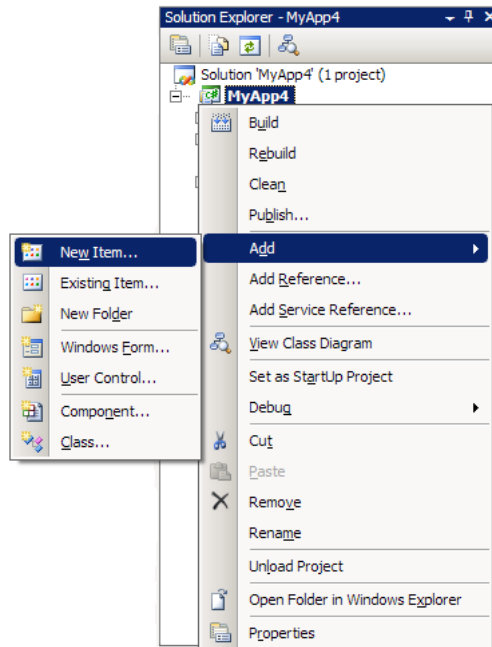 Solution Explorer - MyApp4
Solution 'MyApp4' (1 project)
MyApp4
Build
Rebuild
Clean
Publish...
Add
Add Reference...
Add Service Reference...
View Class Diagram
Set as StartUp Project
Debug
Cut
Paste
Remove
Rename
Unload Project
Open Folder in Windows Explorer
Properties
New Item...
Existing Item...
New Folder
Windows Form...
User Control...
Component...
Class...